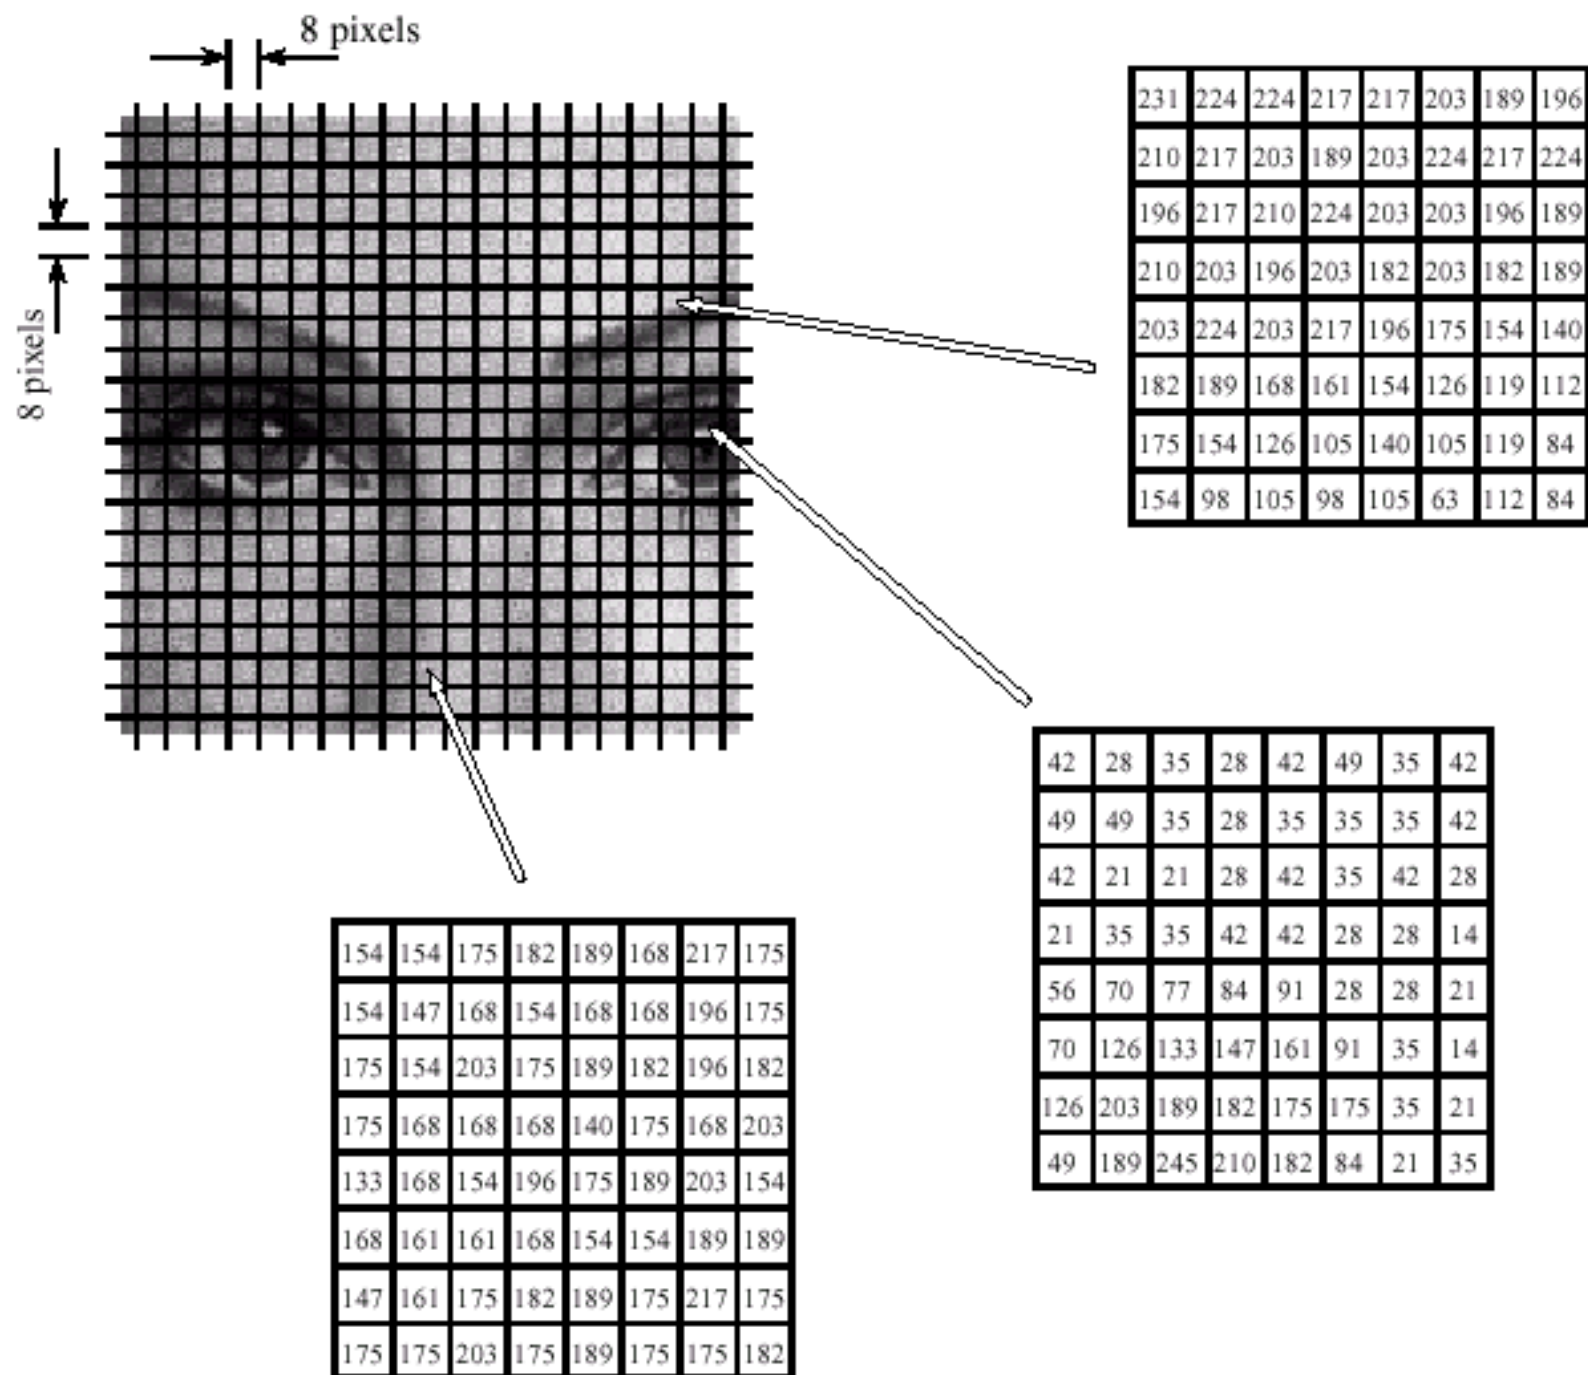 8 pixels
8 pixels
231 224 224 217 217 203 189 196
210 217 203 189 203 224 217 224
196 217 210 224 203 203 196 189
210 203 196 203 182 203 182 189
203 224 203 217 196 175 154 140
182 189 168 161 154 126 119 112
175 154 126 105 140 105 119 84
154 98 105 98 105 63 112 84
42 28 35 28 42 49 35 42
49 49 35 28 35 35 35 42
42 21 21 28 42 35 42 28
21 35 35 42 42 28 28 14
56 70 77 84 91 28 28 21
70 126 133 147 161 91 35 14
126 203 189 182 175 175 35 21
49 189 245 210 182 84 21 35
154 154 175 182 189 168 217 175
154 147 168 154 168 168 196 175
175 154 203 175 189 182 196 182
175 168 168 168 140 175 168 203
133 168 154 196 175 189 203 154
168 161 161 168 154 154 189 189
147 161 175 182 189 175 217 175
175 175 203 175 189 175 175 182